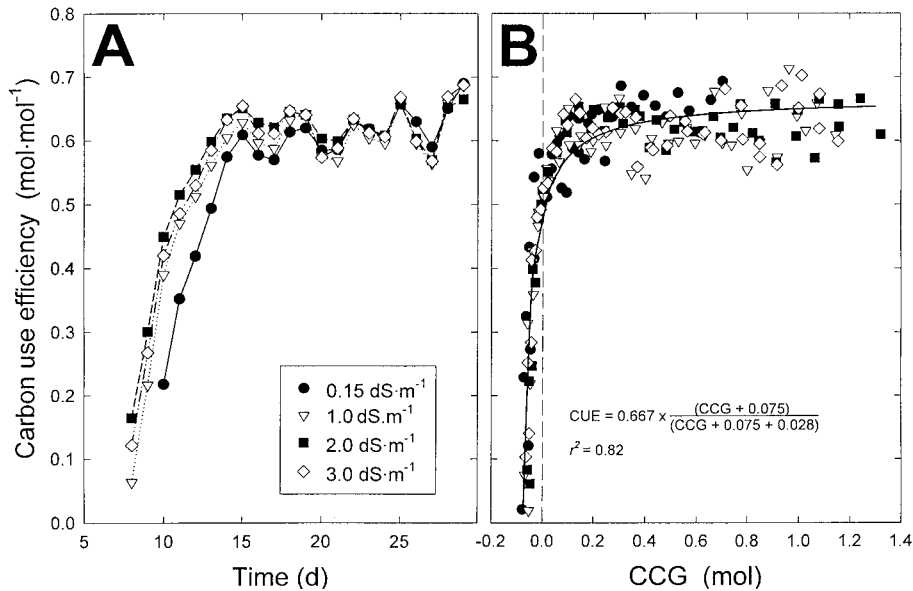 A
B
Carbon use efficiency (mol·mol⁻¹)
0.8
0.7
0.6
0.5
0.4
0.3
0.2
0.1
0.0
0.15 dS·m⁻¹
1.0 dS.m⁻¹
2.0 dS·m⁻¹
3.0 dS·m⁻¹
CUE = 0.667 x (CCG + 0.075) / (CCG + 0.075 + 0.028)
r² = 0.82
5 10 15 20 25
-0.2 0.0 0.2 0.4 0.6 0.8 1.0 1.2 1.4
Time (d)
CCG (mol)